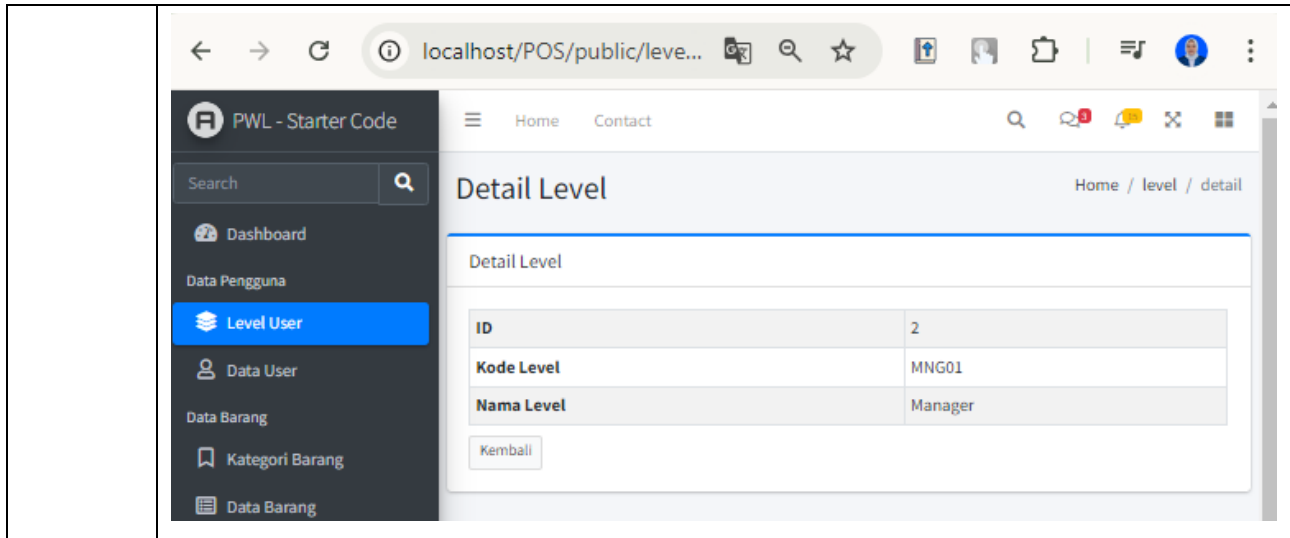 localhost/POS/public/leve...
PWL - Starter Code
Home Contact
3
15
Search
Detail Level
Home / level / detail
Dashboard
Data Pengguna
Level User
Data User
Data Barang
Kategori Barang
Data Barang
Detail Level
ID 2
Kode Level MNG01
Nama Level Manager
Kembali